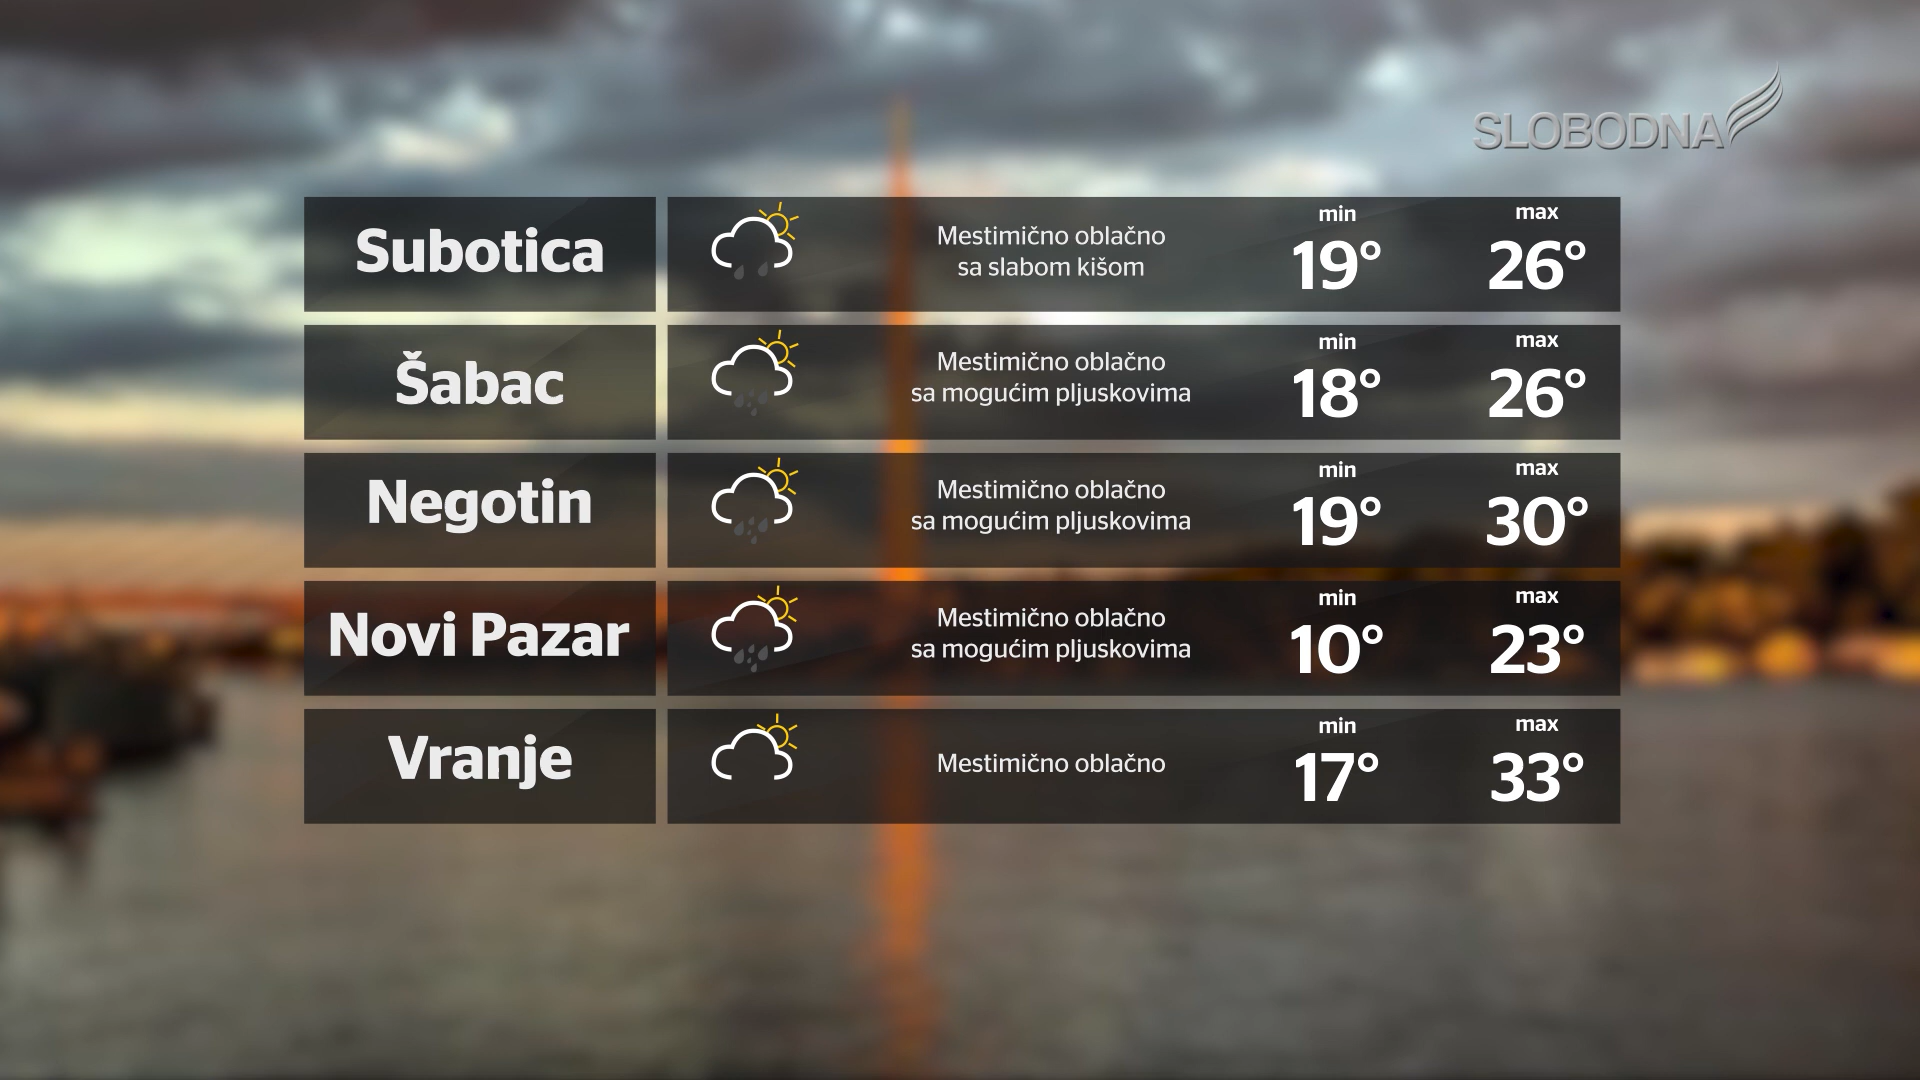 SLOBODNA
Subotica
Mestimično oblačno
sa slabom kišom
min
19°
max
26°
Šabac
Mestimično oblačno
sa mogućim pljuskovima
min
18°
max
26°
Negotin
Mestimično oblačno
sa mogućim pljuskovima
min
19°
max
30°
Novi Pazar
Mestimično oblačno
sa mogućim pljuskovima
min
10°
max
23°
Vranje
Mestimično oblačno
min
17°
max
33°